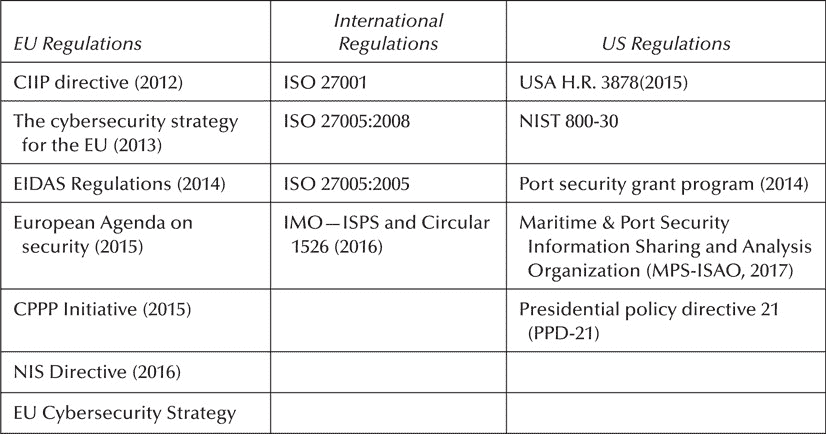 EU Regulations
International
Regulations
US Regulations
CIIP directive (2012)
ISO 27001
USA H.R. 3878(2015)
The cybersecurity strategy
for the EU (2013)
ISO 27005:2008
NIST 800-30
EIDAS Regulations (2014)
ISO 27005:2005
Port security grant program (2014)
European Agenda on
security (2015)
IMO—ISPS and Circular
1526 (2016)
Maritime & Port Security
Information Sharing and Analysis
Organization (MPS-ISAO, 2017)
CPPP Initiative (2015)
Presidential policy directive 21
(PPD-21)
NIS Directive (2016)
EU Cybersecurity Strategy